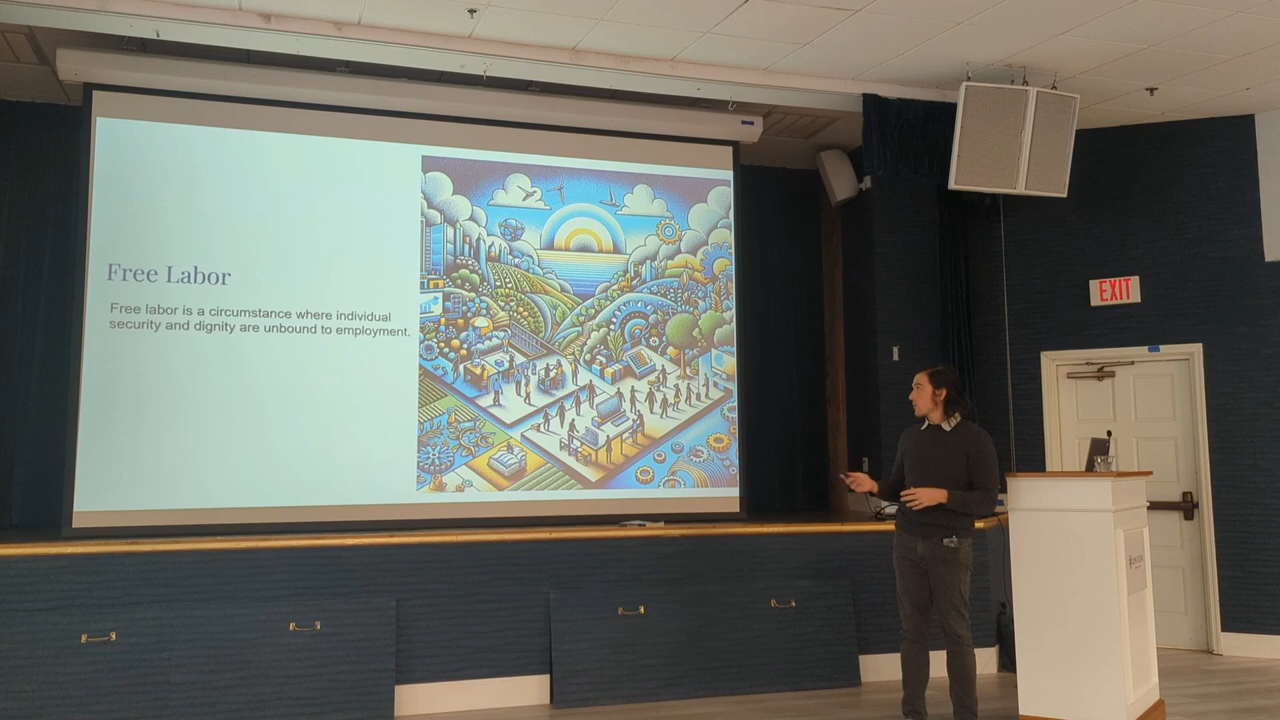 Free Labor
Free labor is a circumstance where individual
security and dignity are unbound to employment.
EXIT